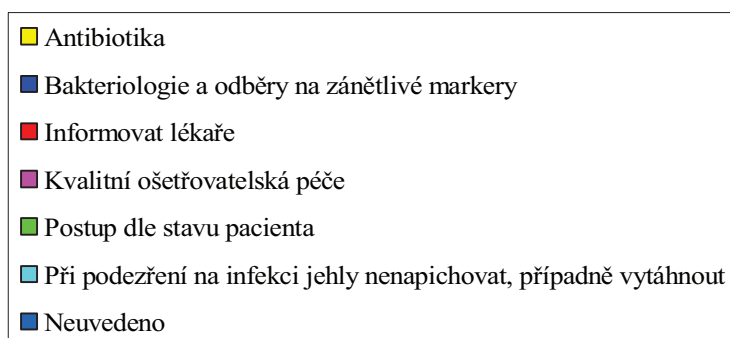 Antibiotika
Bakteriologie a odběry na zánětlivé markery
Informovat lékaře
Kvalitní ošetřovatelská péče
Postup dle stavu pacienta
Při podezření na infekci jehly nenapichovat, případně vytáhnout
Neuvedeno